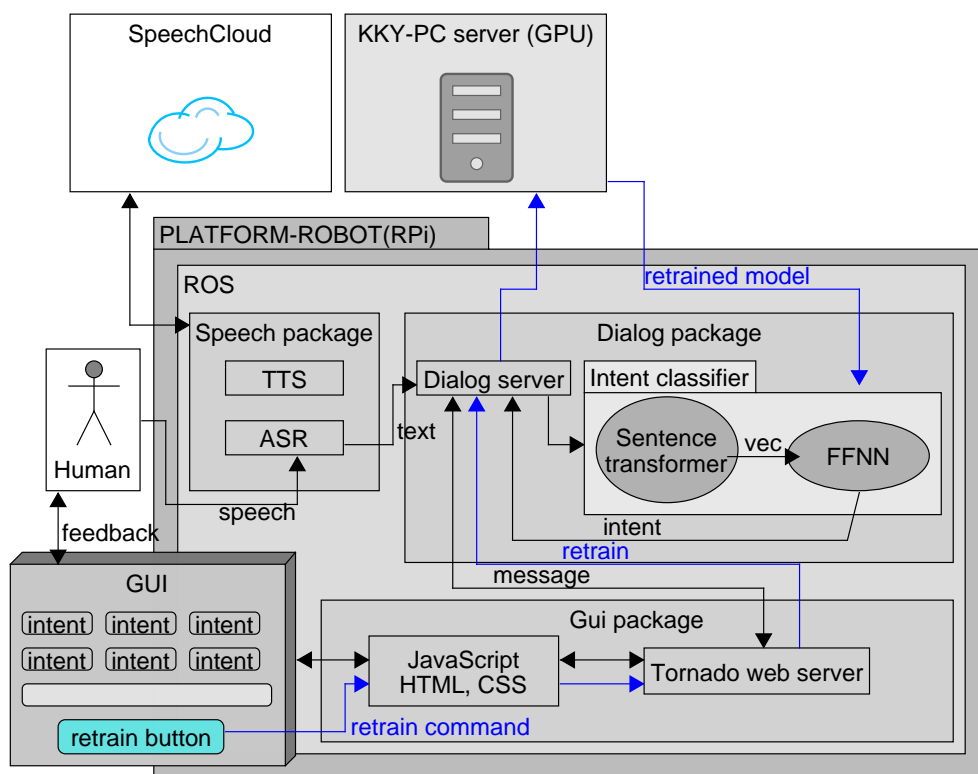 SpeechCloud
KKY-PC server (GPU)
PLATFORM-ROBOT(RPi)
ROS
retrained model
Speech package
TTS
ASR
text
speech
Dialog package
Dialog server
Intent classifier
Sentence
transformer
vec
FFNN
intent
retrain
message
Human
feedback
GUI
intent intent intent
intent intent intent
retrain button
Gui package
JavaScript
HTML, CSS
Tornado web server
retrain command